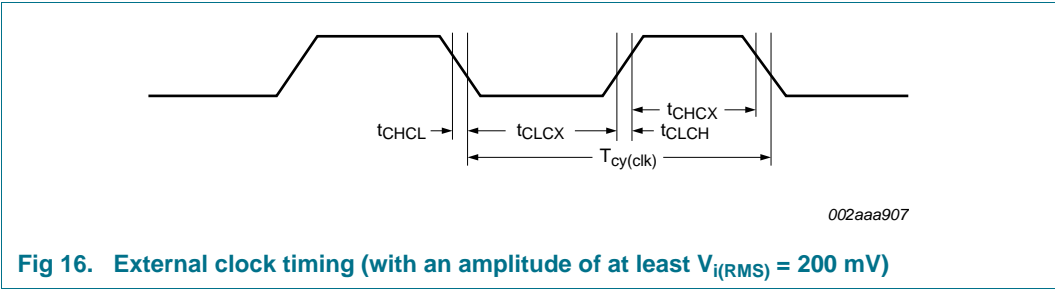 tCHCX
tCHCL
tCLCX
tCLCH
Tcy(clk)
002aaa907
Fig 16. External clock timing (with an amplitude of at least Vi(RMS) = 200 mV)